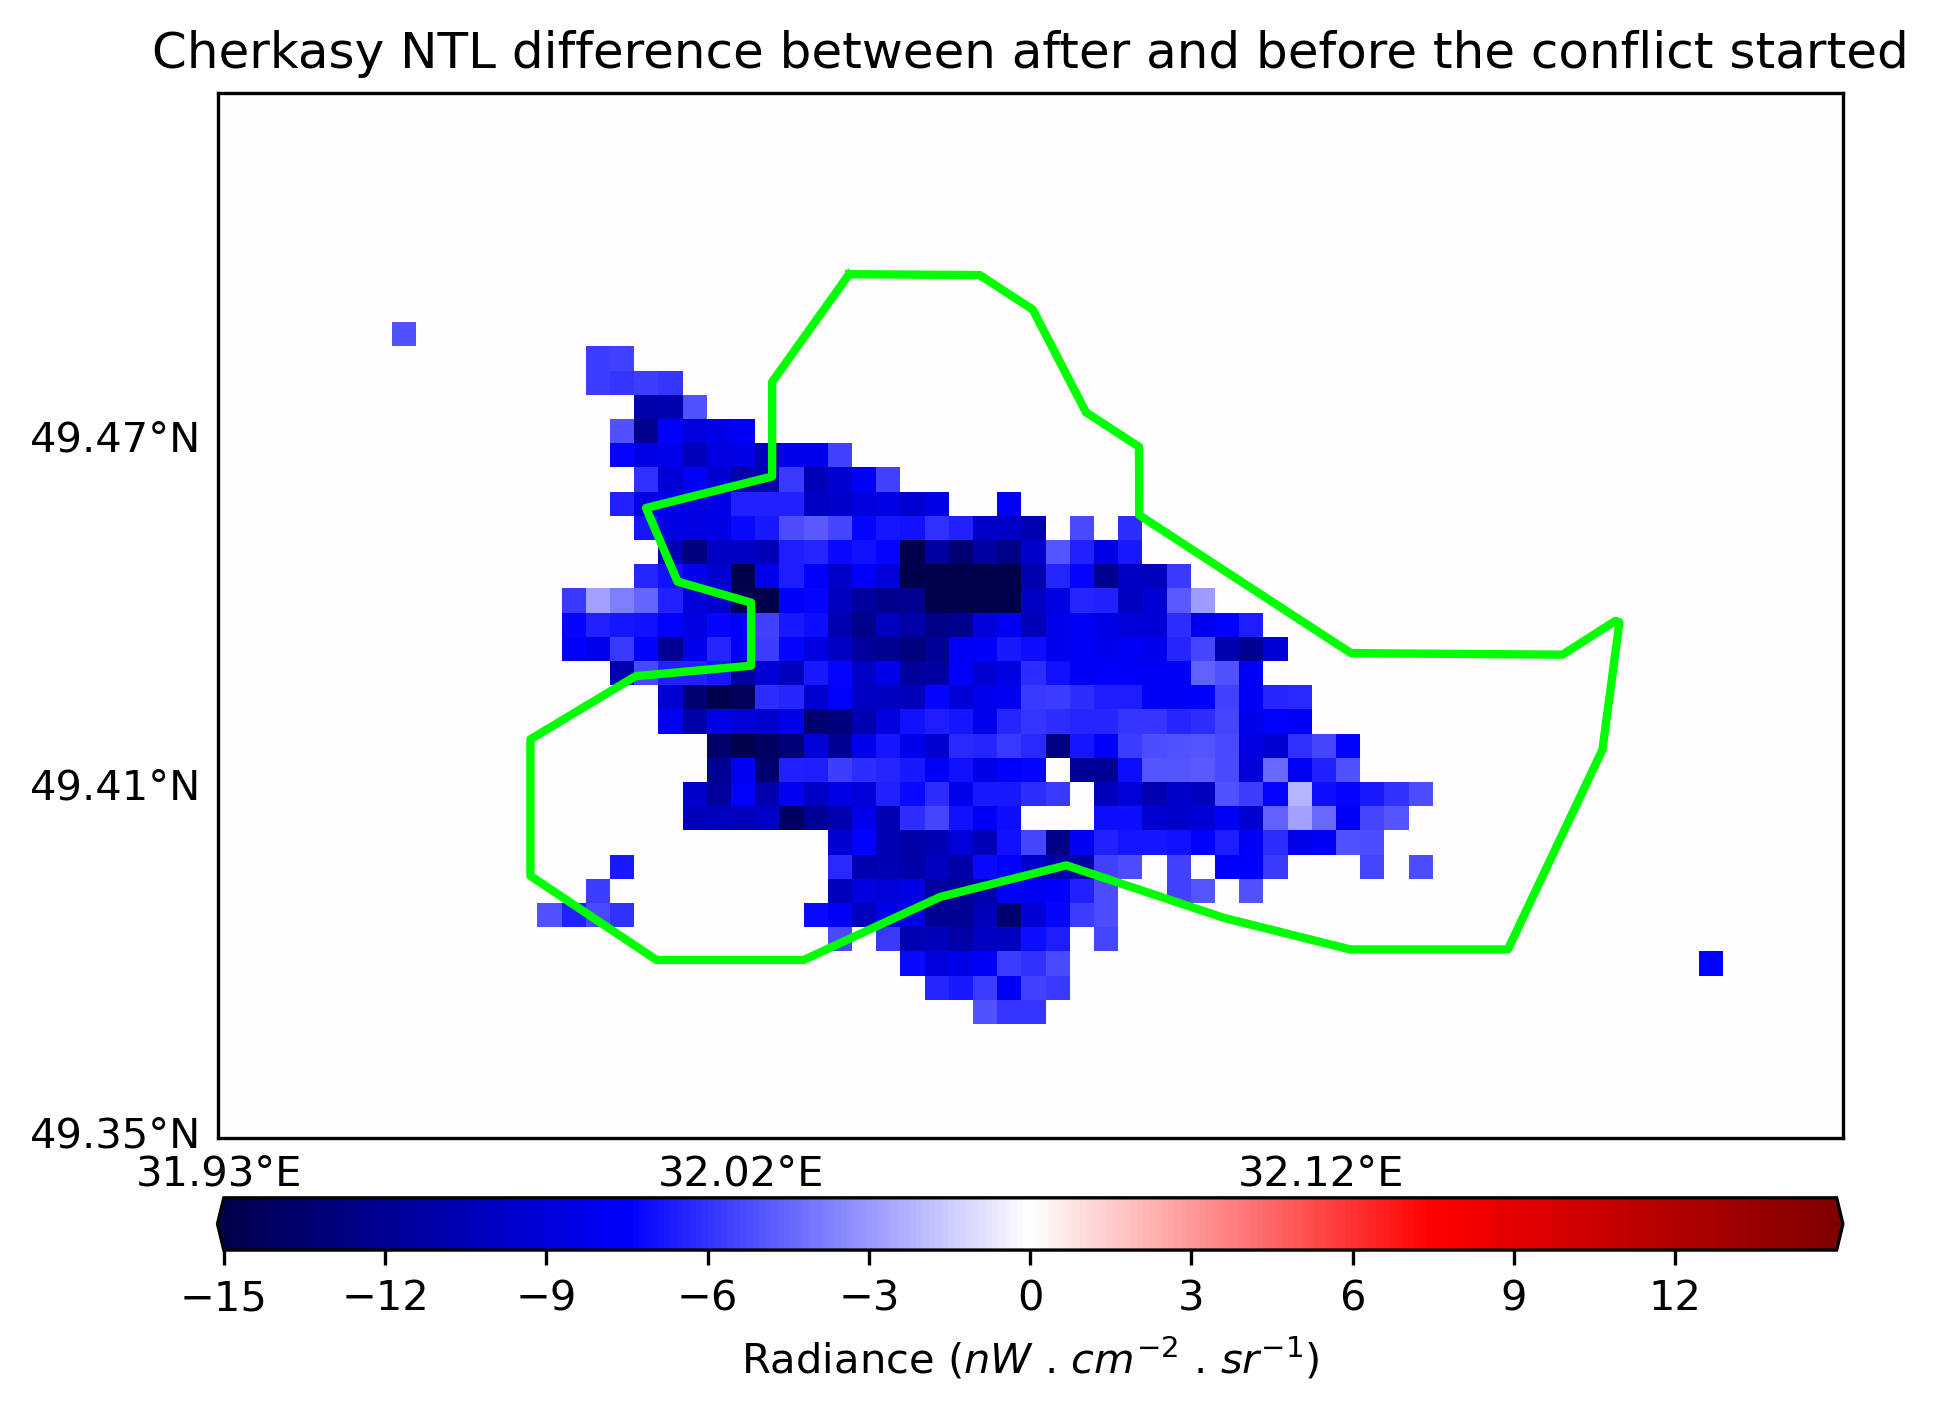 Cherkasy NTL difference between after and before the conflict started
49.47°N
49.41°N
49.35°N
31.93°E 32.02°E 32.12°E
−15 −12 −9 −6 −3 0 3 6 9 12
Radiance (nW . cm⁻² . sr⁻¹)